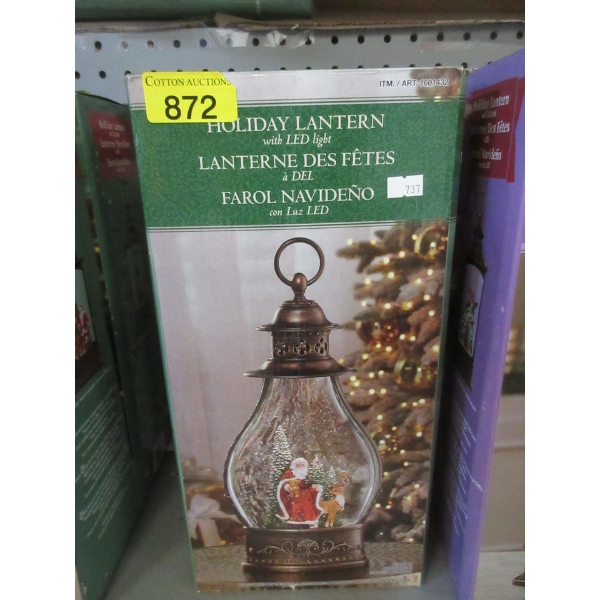 ITM. / ART. 1601432
COTTON AUCTIONS
872
HOLIDAY LANTERN
with LED light
LANTERNE DES FÊTES
à DEL
FAROL NAVIDEÑO
con Luz LED
737